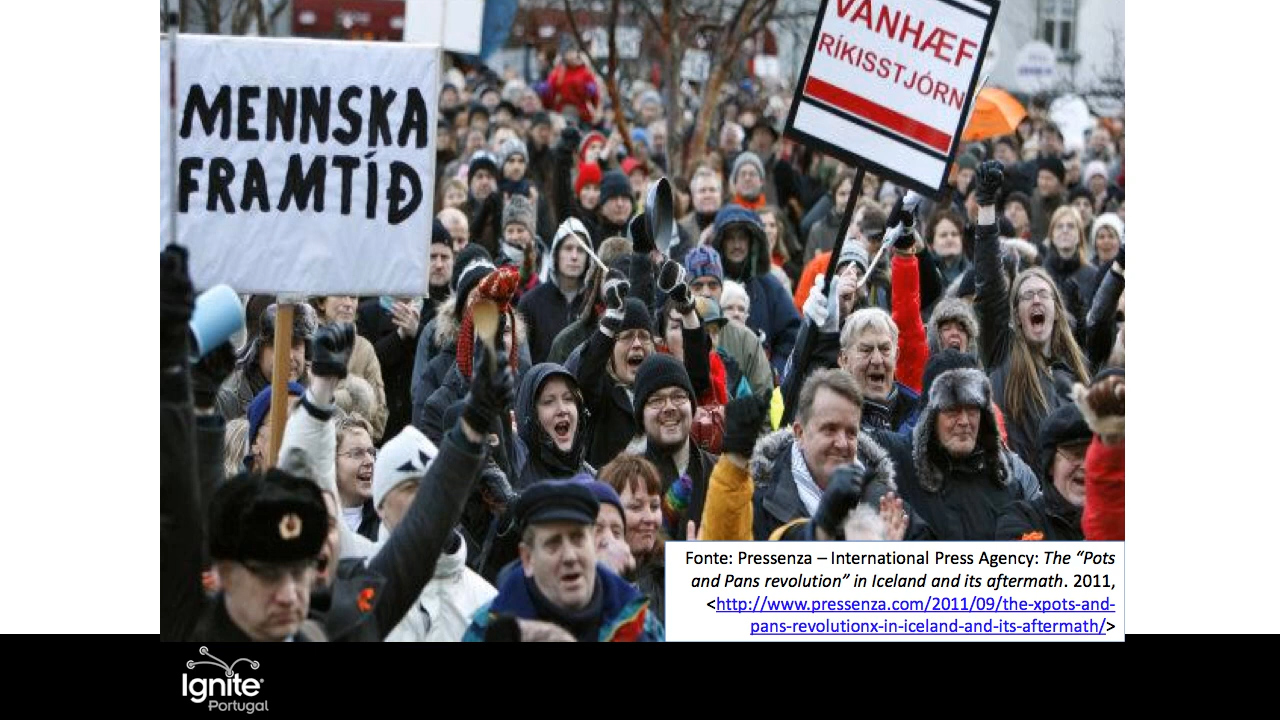 MENNSKA
FRAMTÍÐ
VANHÆF
RÍKISSTJÓRN
Fonte: Pressenza – International Press Agency: The “Pots
and Pans revolution” in Iceland and its aftermath. 2011,
<http://www.pressenza.com/2011/09/the-xpots-and-
pans-revolutionx-in-iceland-and-its-aftermath/>
Ignite
Portugal